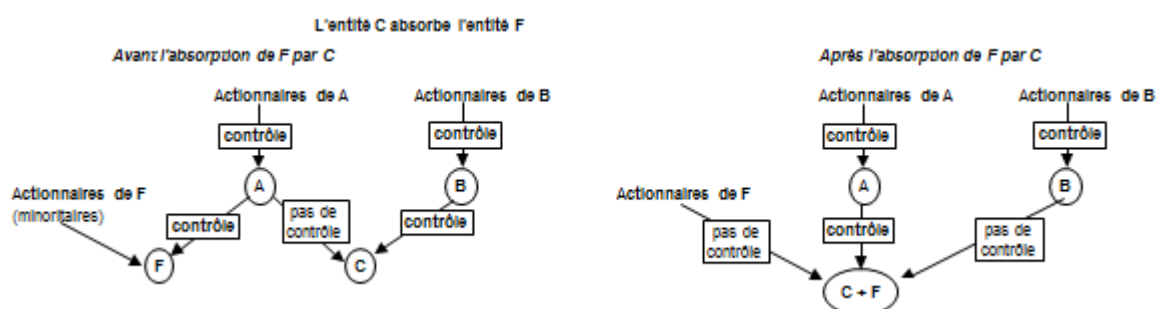 L'entité C absorbe l'entité F
Avant l'absorption de F par C
Après l'absorption de F par C
Actionnaires de A
Actionnaires de B
contrôle
contrôle
Actionnaires de F
(minoritaires)
A
B
contrôle
pas de
contrôle
contrôle
F
C
Actionnaires de A
Actionnaires de B
contrôle
contrôle
Actionnaires de F
A
B
pas de
contrôle
contrôle
pas de
contrôle
C + F